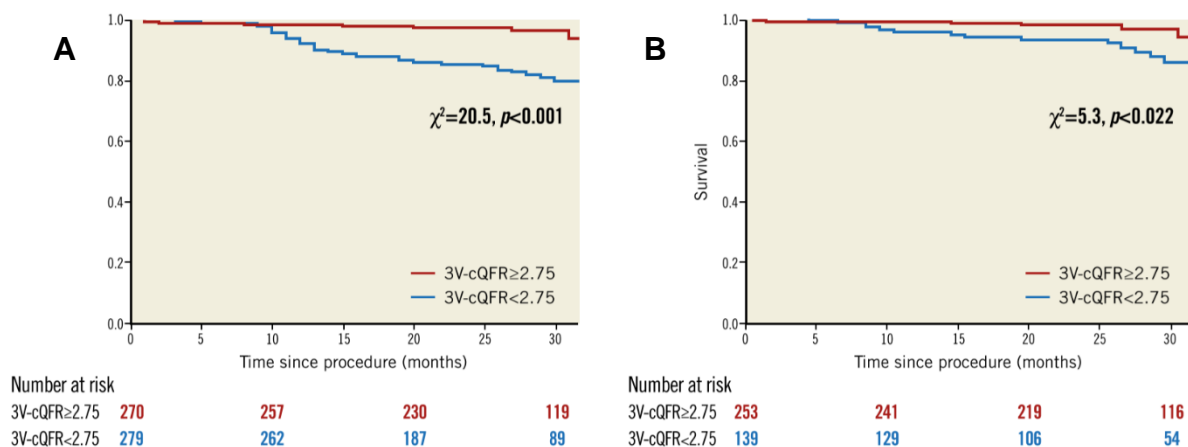 A
1.0
0.8
0.6
0.4
0.2
0.0
χ²=20.5, p<0.001
3V-cQFR≥2.75
3V-cQFR<2.75
0 5 10 15 20 25 30
Time since procedure (months)
Number at risk
3V-cQFR≥2.75 270 257 230 119
3V-cQFR<2.75 279 262 187 89
B
Survival
1.0
0.8
0.6
0.4
0.2
0.0
χ²=5.3, p<0.022
3V-cQFR≥2.75
3V-cQFR<2.75
0 5 10 15 20 25 30
Time since procedure (months)
Number at risk
3V-cQFR≥2.75 253 241 219 116
3V-cQFR<2.75 139 129 106 54